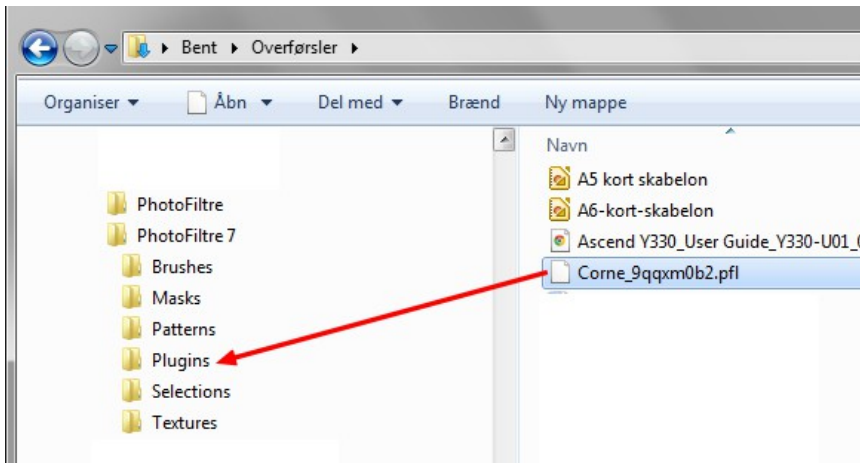 Bent Overførsler
Organiser Åbn Del med Brænd Ny mappe
Navn
PhotoFiltre
PhotoFiltre 7
Brushes
Masks
Patterns
Plugins
Selections
Textures
A5 kort skabelon
A6-kort-skabelon
Ascend Y330_User Guide_Y330-U01_0
Corne_9qqxm0b2.pfl